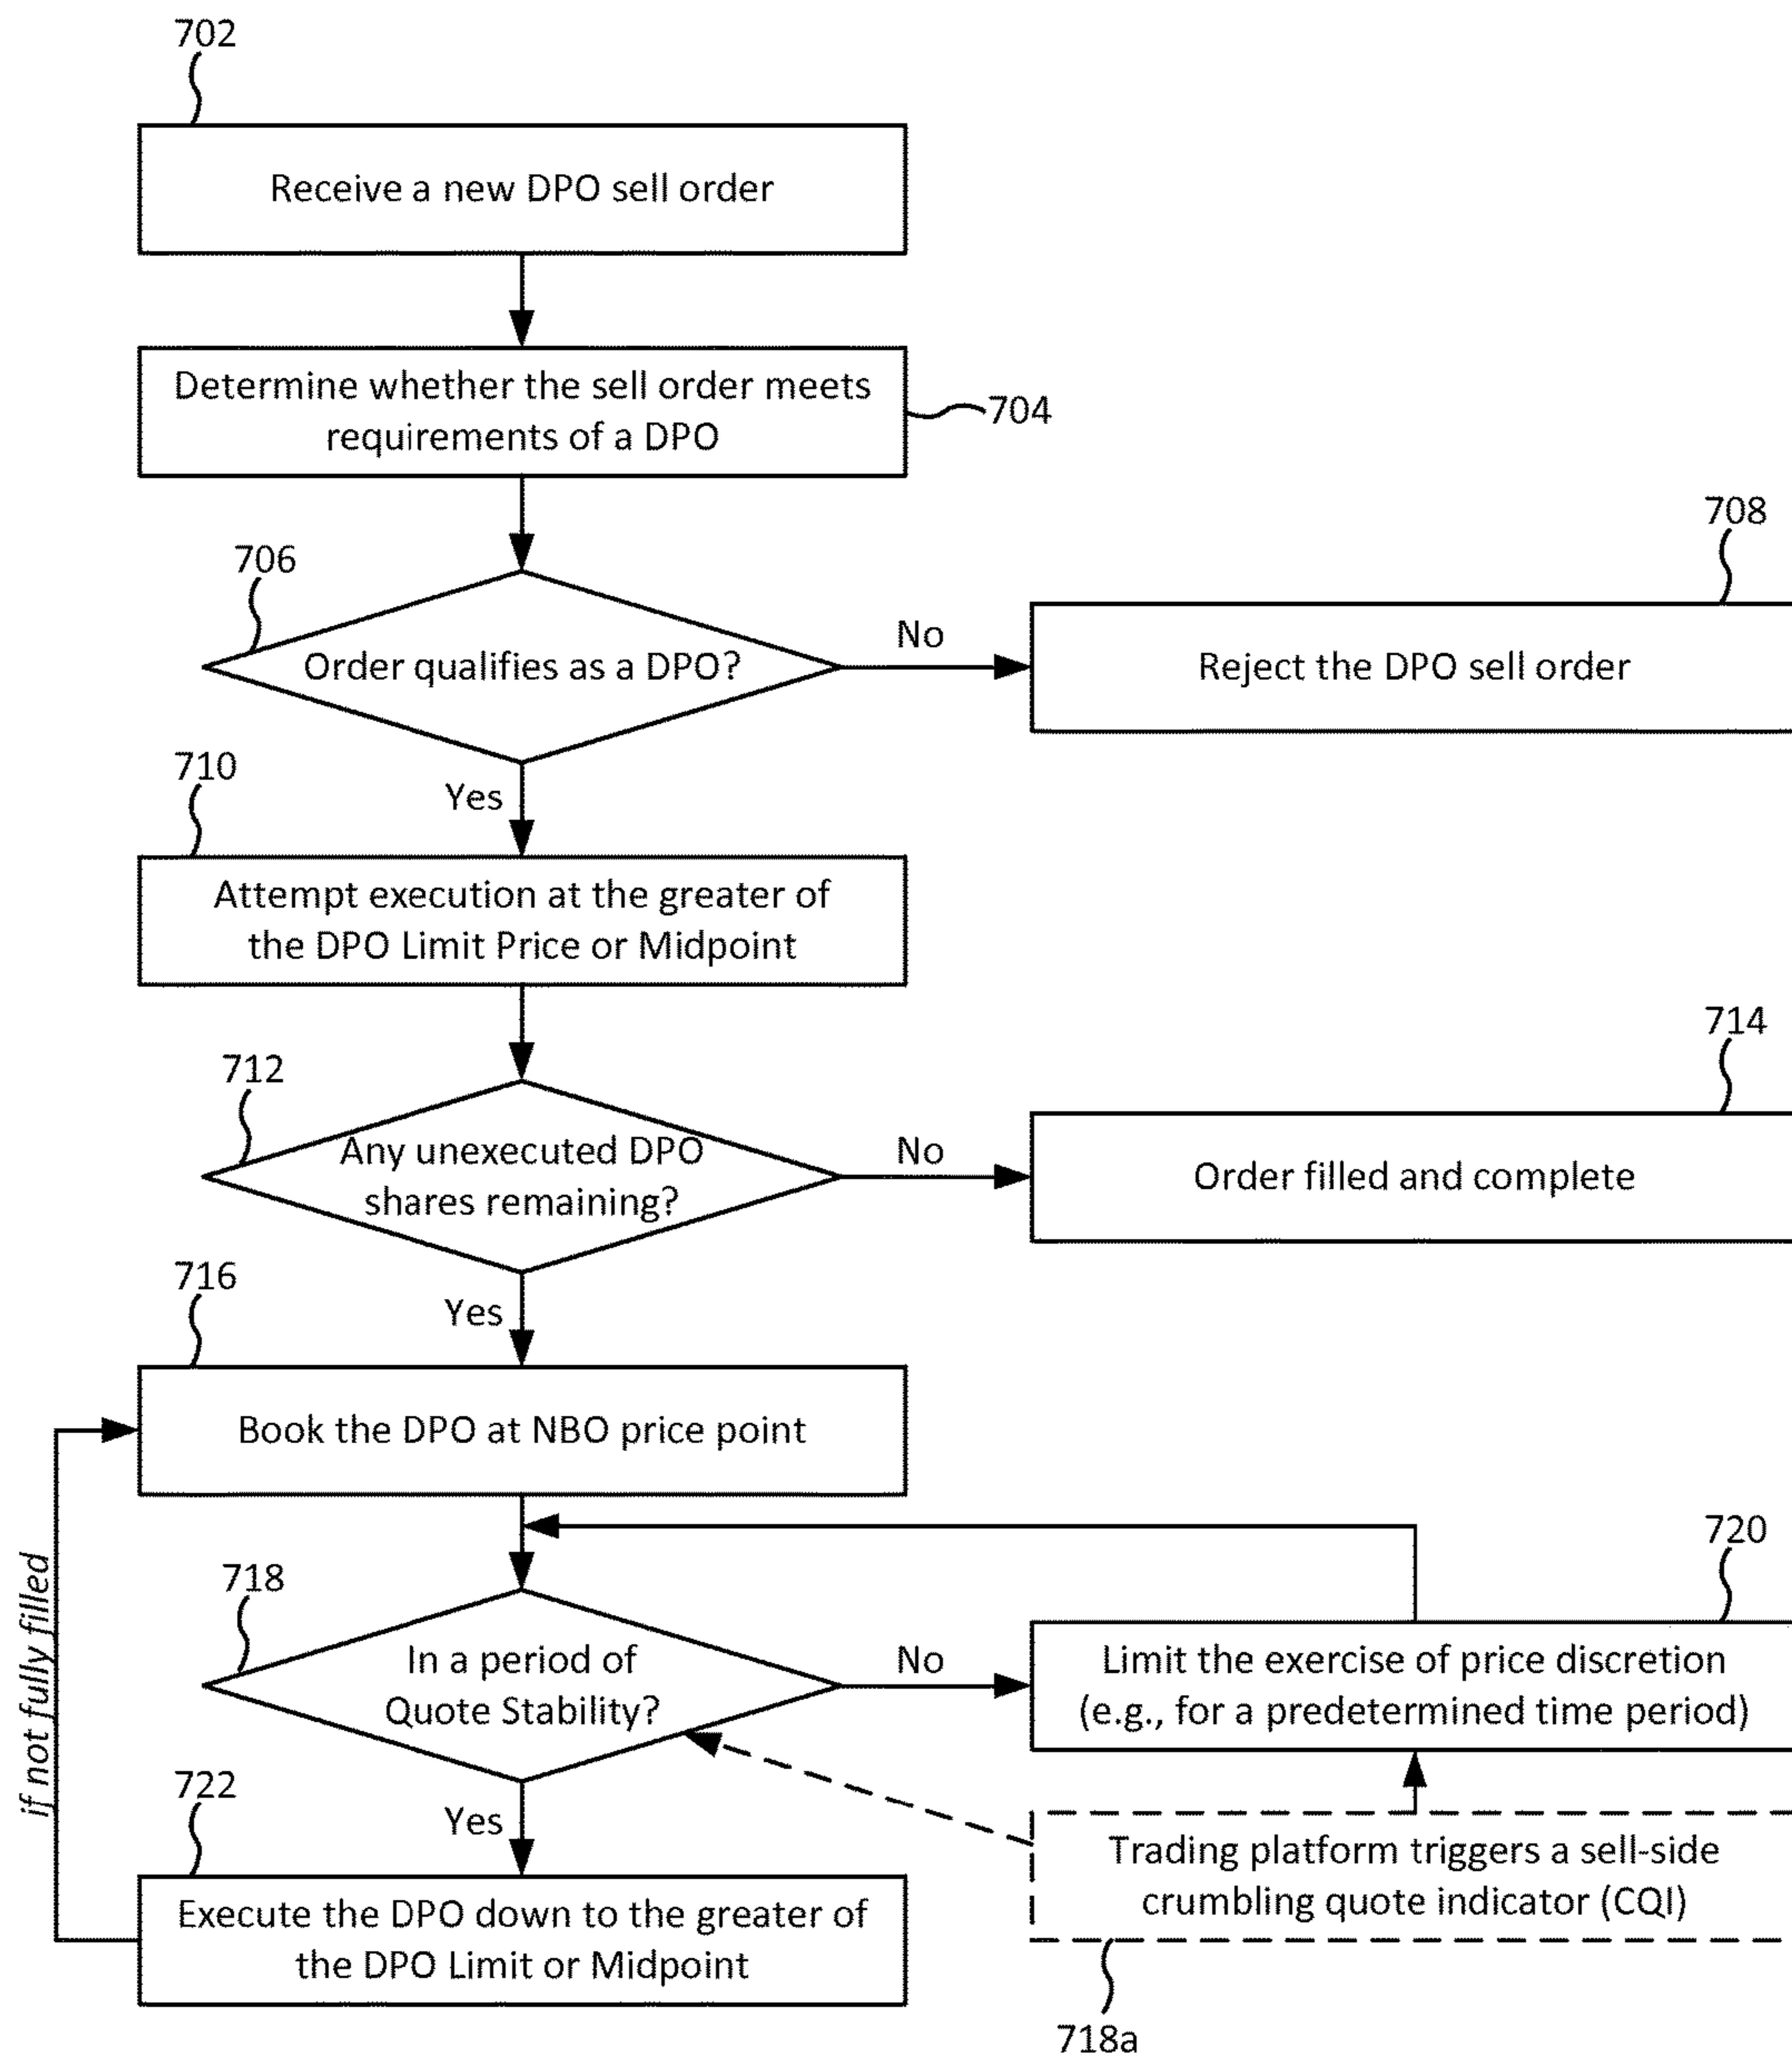 702
Receive a new DPO sell order
Determine whether the sell order meets
requirements of a DPO
704
706
Order qualifies as a DPO?
No
708
Reject the DPO sell order
Yes
710
Attempt execution at the greater of
the DPO Limit Price or Midpoint
712
Any unexecuted DPO
shares remaining?
No
714
Order filled and complete
Yes
716
Book the DPO at NBO price point
718
In a period of
Quote Stability?
No
720
Limit the exercise of price discretion
(e.g., for a predetermined time period)
Trading platform triggers a sell-side
crumbling quote indicator (CQI)
718a
Yes
722
Execute the DPO down to the greater of
the DPO Limit or Midpoint
if not fully filled